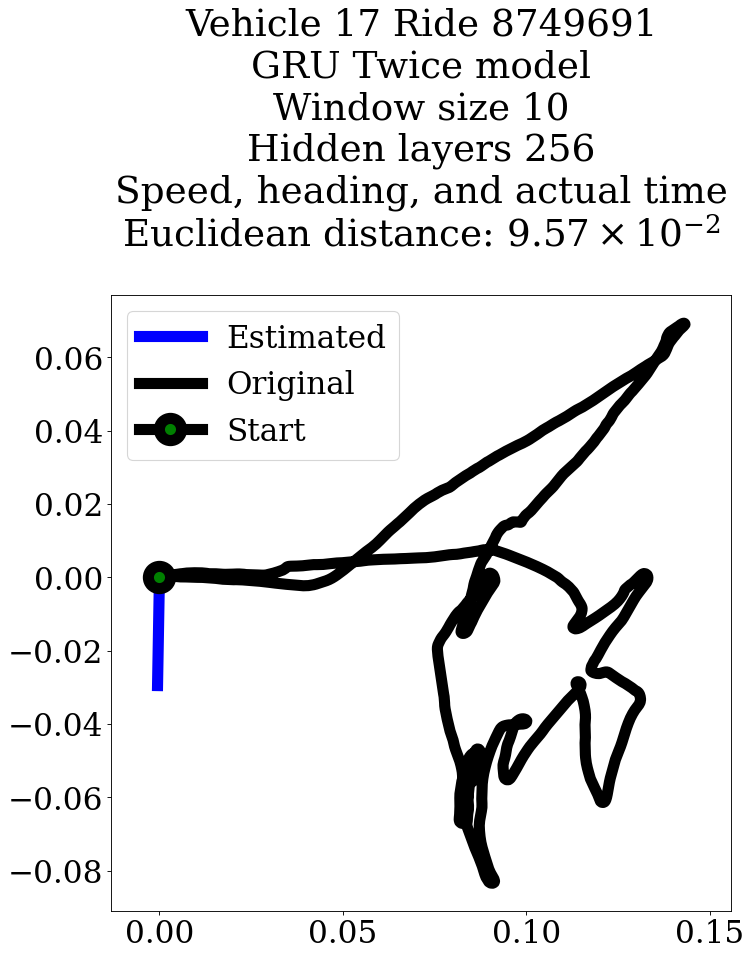 Vehicle 17 Ride 8749691
GRU Twice model
Window size 10
Hidden layers 256
Speed, heading, and actual time
Euclidean distance: 9.57 × 10⁻²
Estimated
Original
Start
0.06
0.04
0.02
0.00
−0.02
−0.04
−0.06
−0.08
0.00 0.05 0.10 0.15